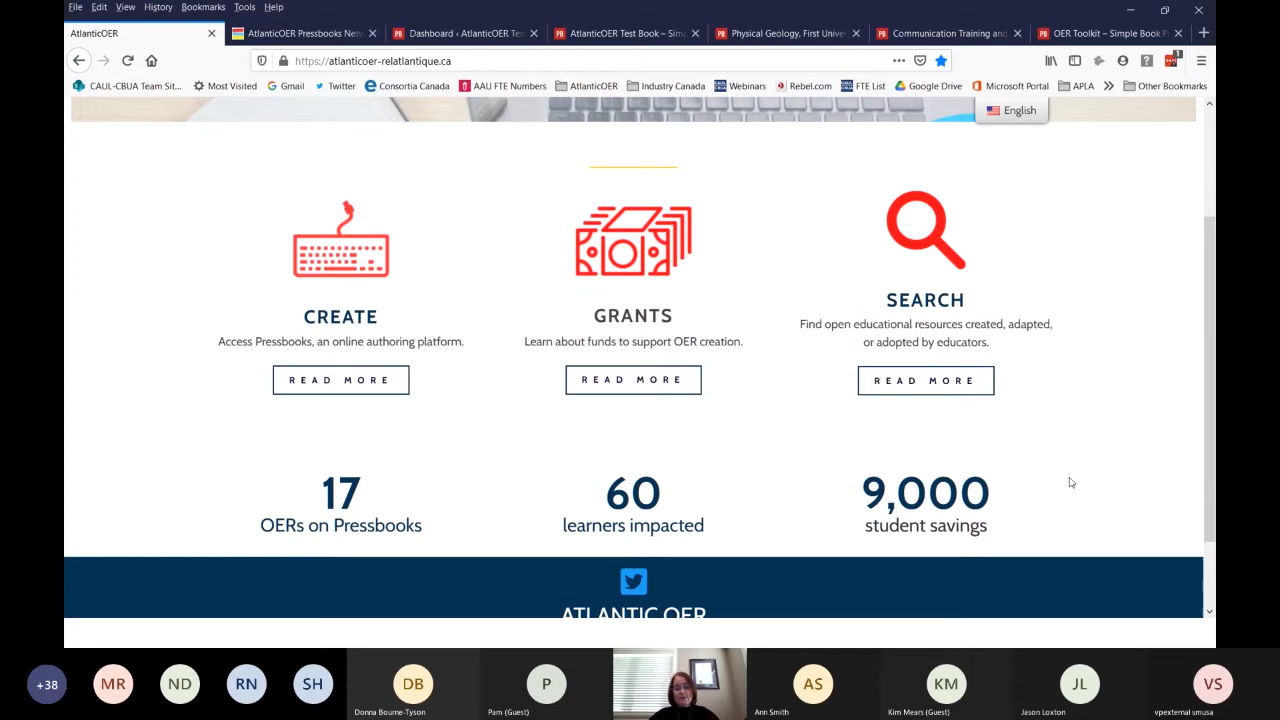 File Edit View History Bookmarks Tools Help
AtlanticOER
AtlanticOER Pressbooks Netw
Dashboard ‹ AtlanticOER Tes
AtlanticOER Test Book – Simp
Physical Geology, First Univer
Communication Training and
OER Toolkit – Simple Book P
https://atlanticoer-relatlantique.ca
1
CAUL-CBUA Team Sit... Most Visited Gmail Twitter Consortia Canada AAU FTE Numbers AtlanticOER Industry Canada Webinars Rebel.com FTE List Google Drive Microsoft Portal APLA Other Bookmarks
English
CREATE
Access Pressbooks, an online authoring platform.
READ MORE
GRANTS
Learn about funds to support OER creation.
READ MORE
SEARCH
Find open educational resources created, adapted,
or adopted by educators.
READ MORE
17
OERs on Pressbooks
60
learners impacted
9,000
student savings
ATLANTIC OER
+38 MR ND RN SH DB P AS KM JL VS
Donna Bourne-Tyson Pam (Guest) Ann Smith Kim Mears (Guest) Jason Loxton vpexternal smusa